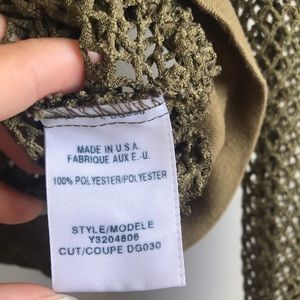 MADE IN U.S.A.
FABRIQUE AUX E.-U.
100% POLYESTER/POLYESTER
STYLE/MODELE
Y3204806
CUT/COUPE DG030